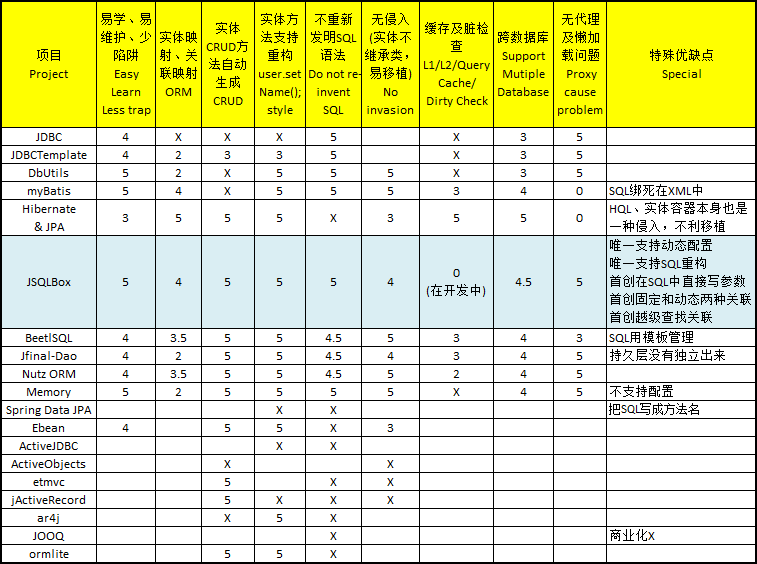 项目
Project
易学、易
维护、少
陷阱
Easy
Learn
Less trap
实体映
射、关
联映射
ORM
实体
CRUD方
法自动
生成
CRUD
实体方
法支持
重构
user.set
Name();
style
不重新
发明SQL
语法
Do not re-
invent
SQL
无侵入
(实体不
继承类，
易移植)
No
invasion
缓存及脏检
查
L1/L2/Query
Cache/
Dirty Check
跨数据库
Support
Mutiple
Database
无代理
及懒加
载问题
Proxy
cause
problem
特殊优缺点
Special
JDBC 4 X X X 5 X 3 5
JDBCTemplate 4 2 3 3 5 X 3 5
DbUtils 5 2 X 5 5 5 X 3 5
myBatis 5 4 X 5 5 5 3 4 0 SQL绑死在XML中
Hibernate
& JPA
3 5 5 5 X 3 5 5 0
HQL、实体容器本身也是
一种侵入，不利移植
JSQLBox 5 4 5 5 5 4
0
(在开发中)
4.5 5
唯一支持动态配置
唯一支持SQL重构
首创在SQL中直接写参数
首创固定和动态两种关联
首创越级查找关联
BeetlSQL 4 3.5 5 5 4.5 5 3 4 3 SQL用模板管理
Jfinal-Dao 4 2 5 5 4.5 4 3 4 5 持久层没有独立出来
Nutz ORM 4 3.5 5 5 4.5 5 2 4 5
Memory 5 2 5 5 5 5 X 4 5 不支持配置
Spring Data JPA X X 把SQL写成方法名
Ebean 4 5 5 X 3
ActiveJDBC X X
ActiveObjects X X
etmvc 5 X X
jActiveRecord 5 X X X
ar4j X 5 X
JOOQ X 商业化X
ormlite 5 5 X